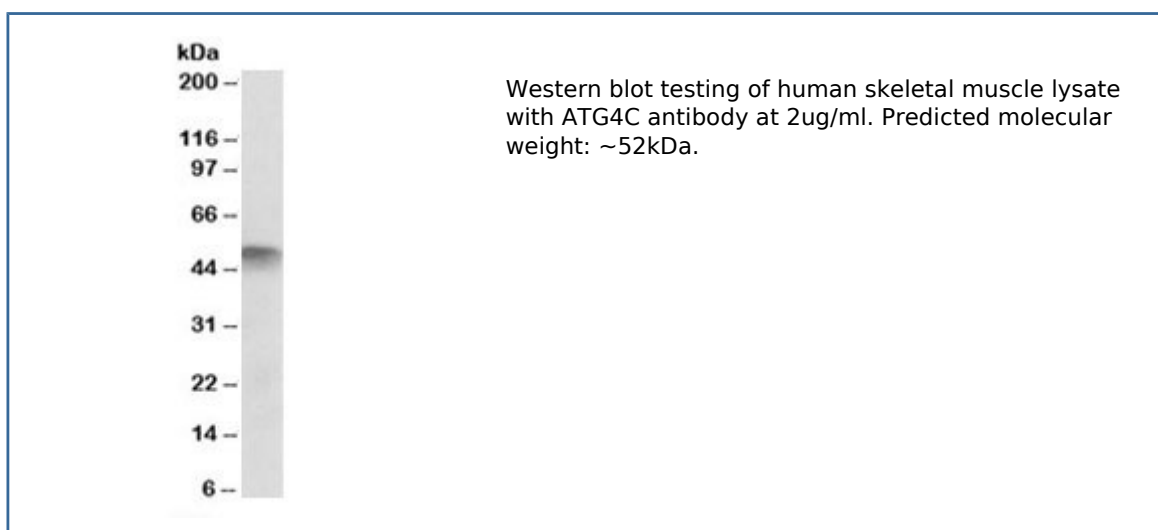 kDa
200 –
116 –
97 –
66 –
44 –
31 –
22 –
14 –
6 –
Western blot testing of human skeletal muscle lysate
with ATG4C antibody at 2ug/ml. Predicted molecular
weight: ~52kDa.